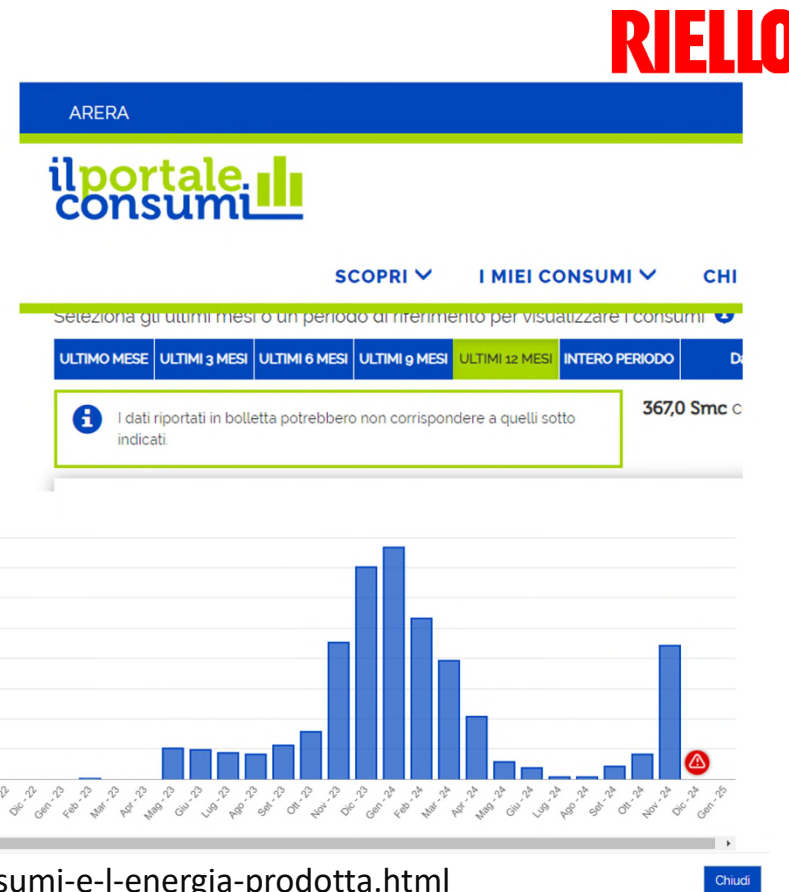 RIELLO
ARERA
ilportale
consumi
SCOPRI I MIEI CONSUMI CHI
Seleziona gli ultimi mesi o un periodo di riferimento per visualizzare i consumi
ULTIMO MESE ULTIMI 3 MESI ULTIMI 6 MESI ULTIMI 9 MESI ULTIMI 12 MESI INTERO PERIODO Da
I dati riportati in bolletta potrebbero non corrispondere a quelli sotto
indicati.
367,0 Smc c
22
Dic - 22
Gen - 23
Feb - 23
Mar - 23
Apr - 23
Mag - 23
Giu - 23
Lug - 23
Ago - 23
Set - 23
Ott - 23
Nov - 23
Dic - 23
Gen - 24
Feb - 24
Mar - 24
Apr - 24
Mag - 24
Giu - 24
Lug - 24
Ago - 24
Set - 24
Ott - 24
Nov - 24
Dic - 24
Gen - 25
sumi-e-l-energia-prodotta.html
Chiudi